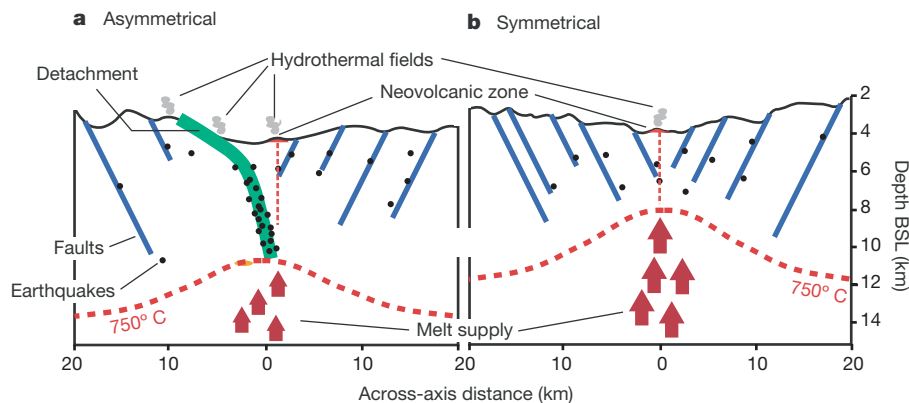 a Asymmetrical
b Symmetrical
Hydrothermal fields
Detachment
Neovolcanic zone
Faults
Earthquakes
750° C
Melt supply
750° C
2
4
6
8
10
12
14
Depth BSL (km)
20 10 0 10 20 10 0 10 20
Across-axis distance (km)